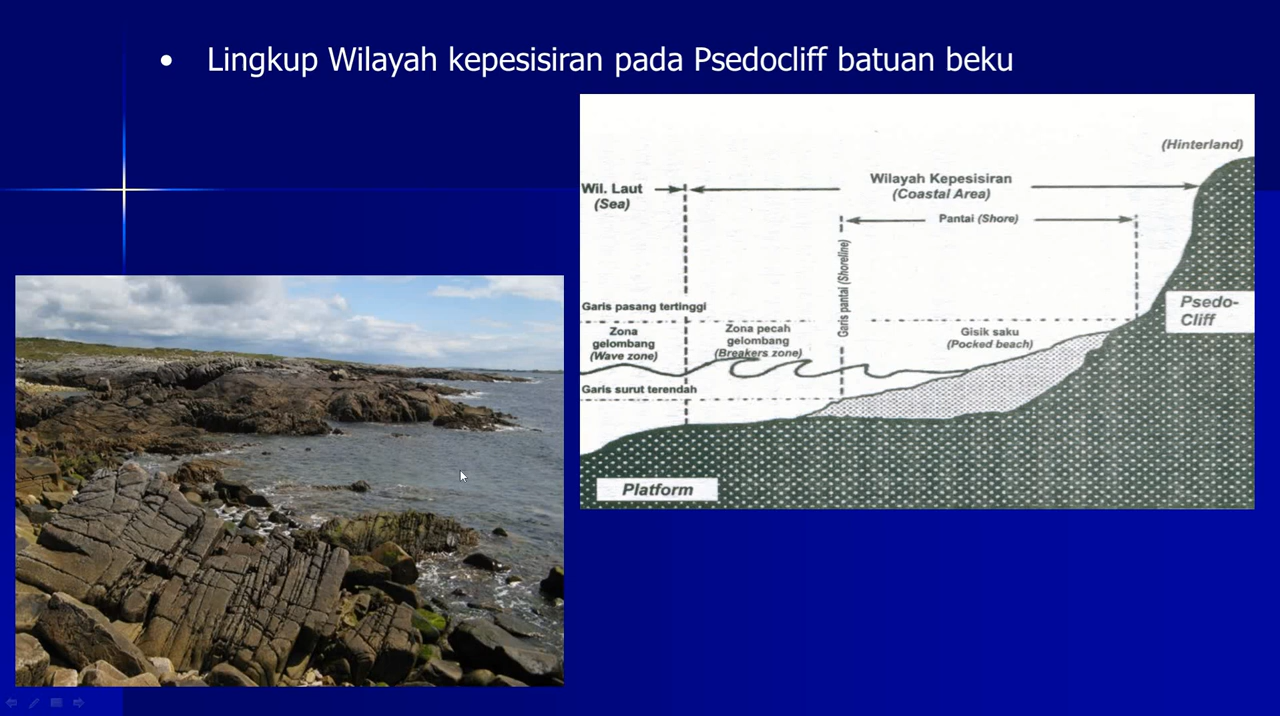 • Lingkup Wilayah kepesisiran pada Psedocliff batuan beku
(Hinterland)
Wil. Laut
(Sea)
Wilayah Kepesisiran
(Coastal Area)
Pantai (Shore)
Garis pantai (Shoreline)
Garis pasang tertinggi
Zona
gelombang
(Wave zone)
Zona pecah
gelombang
(Breakers zone)
Gisik saku
(Pocked beach)
Psedo-
Cliff
Garis surut terendah
Platform